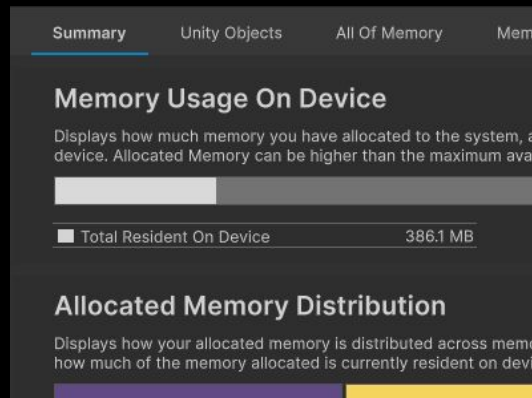 Summary Unity Objects All Of Memory
Memory Usage On Device
Displays how much memory you have allocated to the system,
device. Allocated Memory can be higher than the maximum
Total Resident On Device 386.1 MB
Allocated Memory Distribution
Displays how your allocated memory is distributed across
how much of the memory allocated is currently resident on